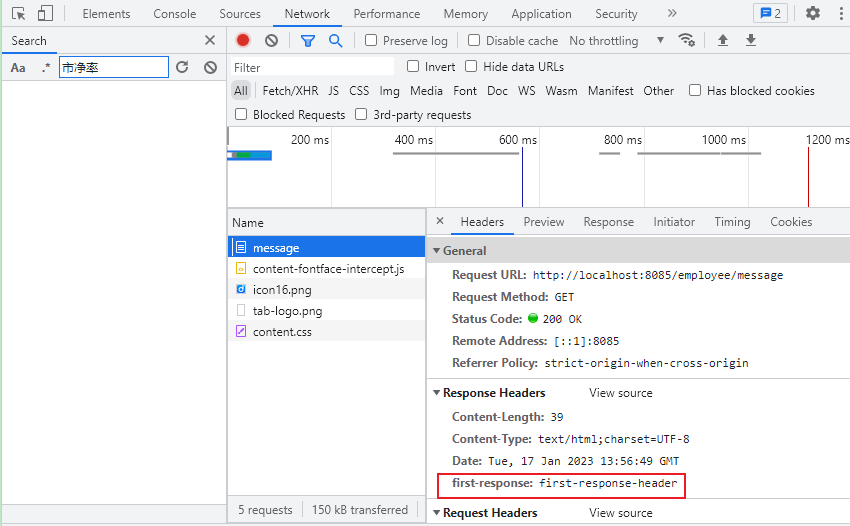 Elements Console Sources Network Performance Memory Application Security » 2
Search
Preserve log Disable cache No throttling
Aa .* 市净率
Filter Invert Hide data URLs
All Fetch/XHR JS CSS Img Media Font Doc WS Wasm Manifest Other Has blocked cookies
Blocked Requests 3rd-party requests
200 ms 400 ms 600 ms 800 ms 1000 ms 1200 ms
Name
message
content-fontface-intercept.js
icon16.png
tab-logo.png
content.css
5 requests 150 kB transferred
Headers Preview Response Initiator Timing Cookies
General
Request URL: http://localhost:8085/employee/message
Request Method: GET
Status Code: 200 OK
Remote Address: [::1]:8085
Referrer Policy: strict-origin-when-cross-origin
Response Headers View source
Content-Length: 39
Content-Type: text/html;charset=UTF-8
Date: Tue, 17 Jan 2023 13:56:49 GMT
first-response: first-response-header
Request Headers View source